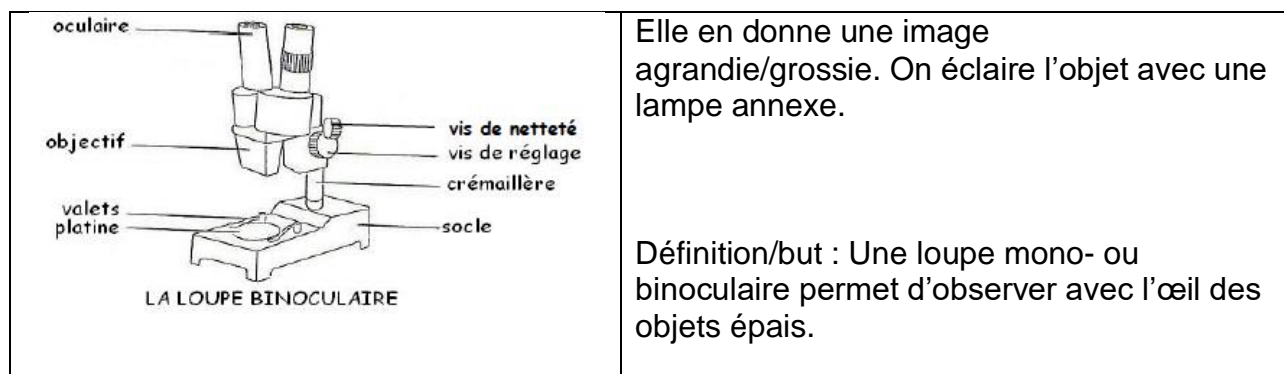 oculaire
objectif
valets
platine
vis de netteté
vis de réglage
crémaillère
socle
LA LOUPE BINOCULAIRE
Elle en donne une image
agrandie/grossie. On éclaire l’objet avec une
lampe annexe.
Définition/but : Une loupe mono- ou
binoculaire permet d’observer avec l’œil des
objets épais.